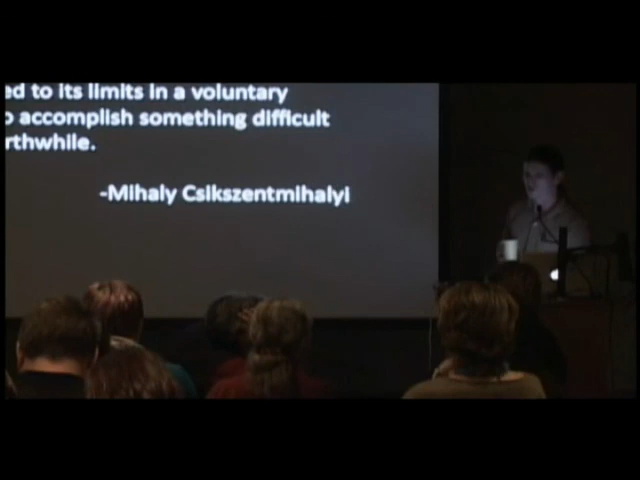 ed to its limits in a voluntary
o accomplish something difficult
rthwhile.
-Mihaly Csikszentmihalyi